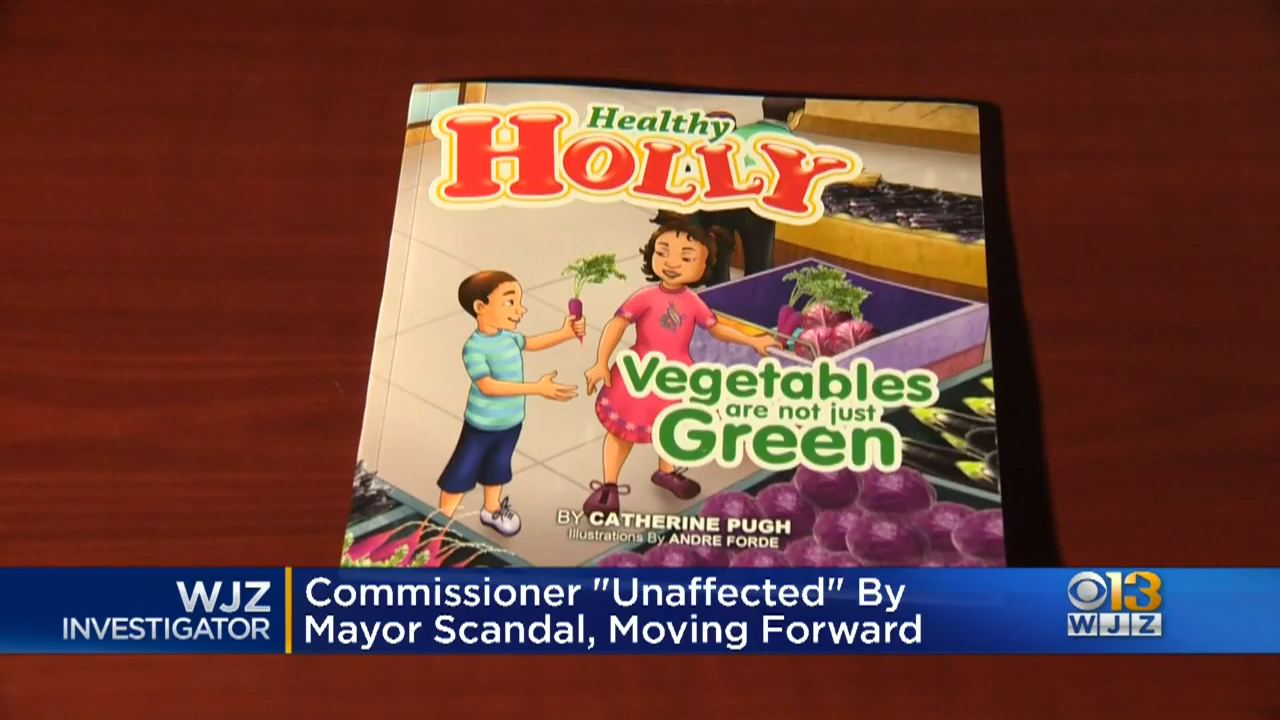 Healthy
HOLLY
Vegetables
are not just
Green
BY CATHERINE PUGH
Illustrations By ANDRE FORDE
WJZ
INVESTIGATOR
Commissioner "Unaffected" By
Mayor Scandal, Moving Forward
13
WJZ